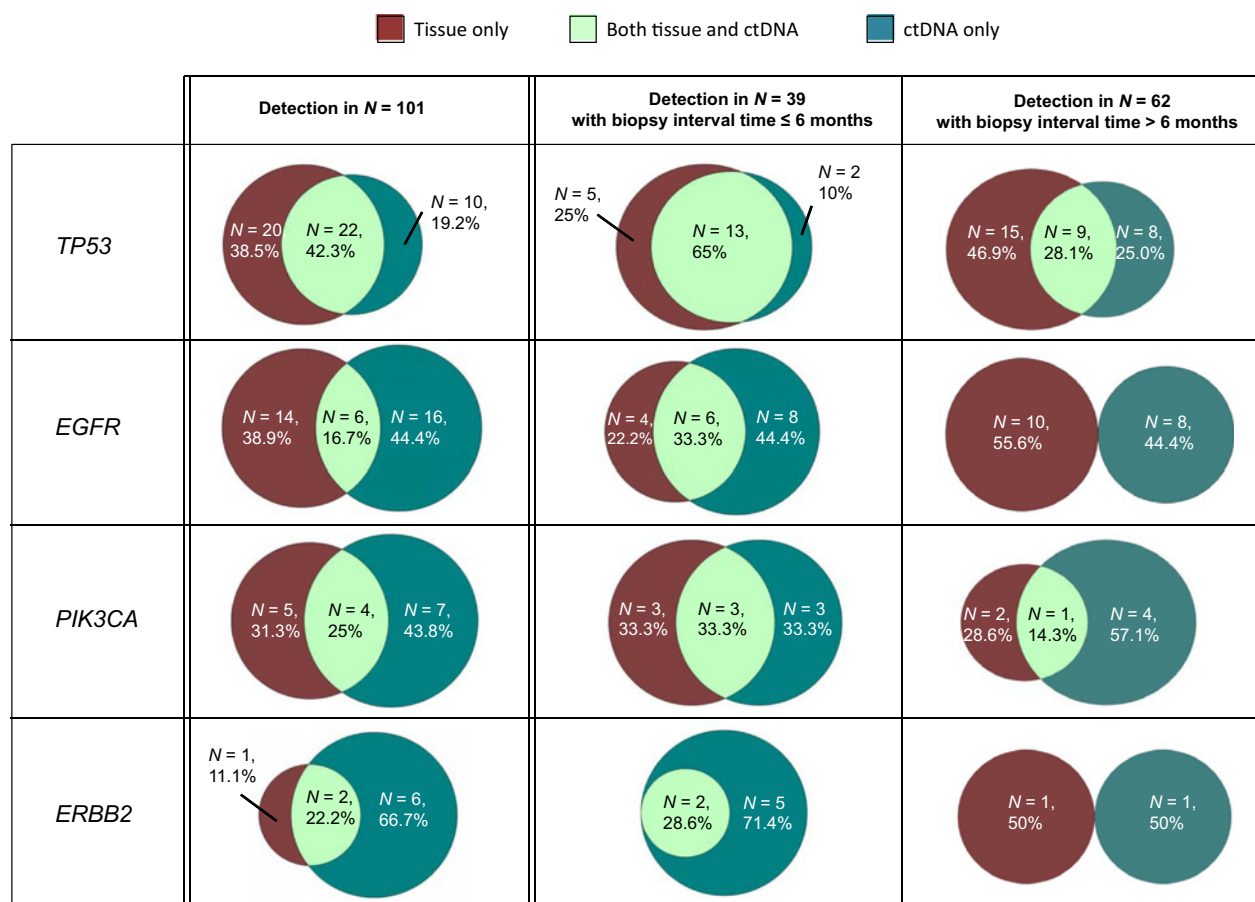 Tissue only
Both tissue and ctDNA
ctDNA only
Detection in N = 101
Detection in N = 39
with biopsy interval time ≤ 6 months
Detection in N = 62
with biopsy interval time > 6 months
TP53
N = 20,
38.5%
N = 22,
42.3%
N = 10,
19.2%
N = 5,
25%
N = 13,
65%
N = 2
10%
N = 15,
46.9%
N = 9,
28.1%
N = 8,
25.0%
EGFR
N = 14,
38.9%
N = 6,
16.7%
N = 16,
44.4%
N = 4,
22.2%
N = 6,
33.3%
N = 8
44.4%
N = 10,
55.6%
N = 8,
44.4%
PIK3CA
N = 5,
31.3%
N = 4,
25%
N = 7,
43.8%
N = 3,
33.3%
N = 3,
33.3%
N = 3
33.3%
N = 2,
28.6%
N = 1,
14.3%
N = 4,
57.1%
ERBB2
N = 1,
11.1%
N = 2,
22.2%
N = 6,
66.7%
N = 2,
28.6%
N = 5
71.4%
N = 1,
50%
N = 1,
50%